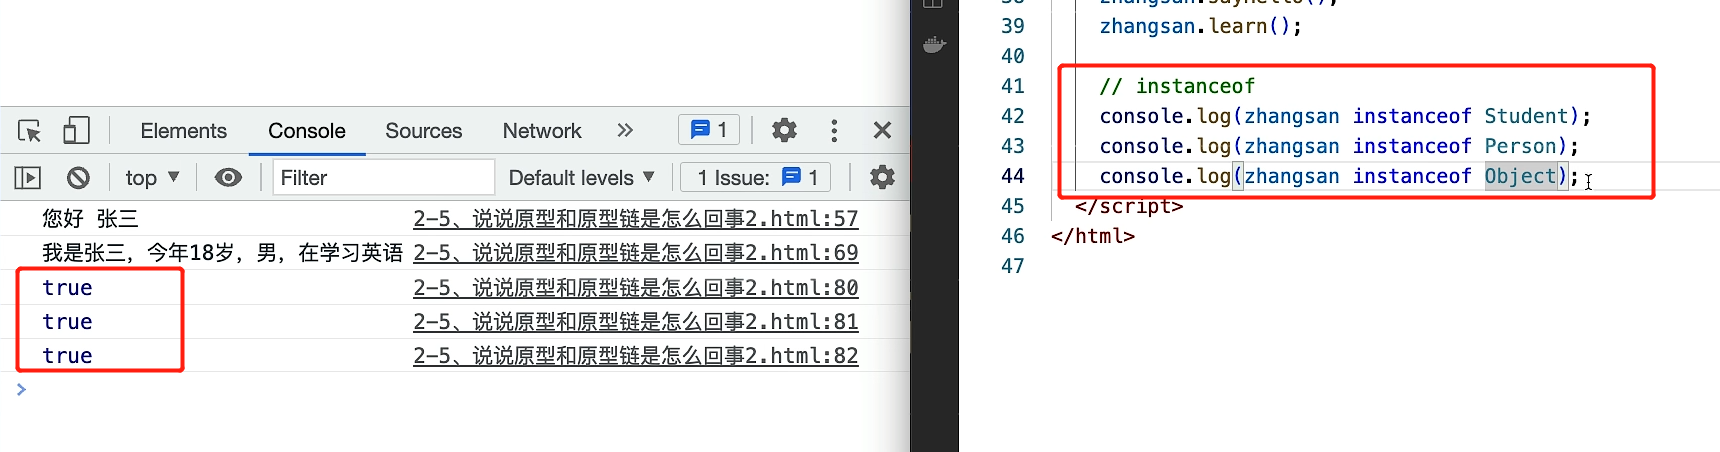 Elements Console Sources Network » 1
top ▼ Filter Default levels ▼ 1 Issue: 1
您好 张三 2-5、说说原型和原型链是怎么回事2.html:57
我是张三，今年18岁，男，在学习英语 2-5、说说原型和原型链是怎么回事2.html:69
true 2-5、说说原型和原型链是怎么回事2.html:80
true 2-5、说说原型和原型链是怎么回事2.html:81
true 2-5、说说原型和原型链是怎么回事2.html:82
>
38 zhangsan.sayHello();
39 zhangsan.learn();
40
41 // instanceof
42 console.log(zhangsan instanceof Student);
43 console.log(zhangsan instanceof Person);
44 console.log(zhangsan instanceof Object);
45 </script>
46 </html>
47